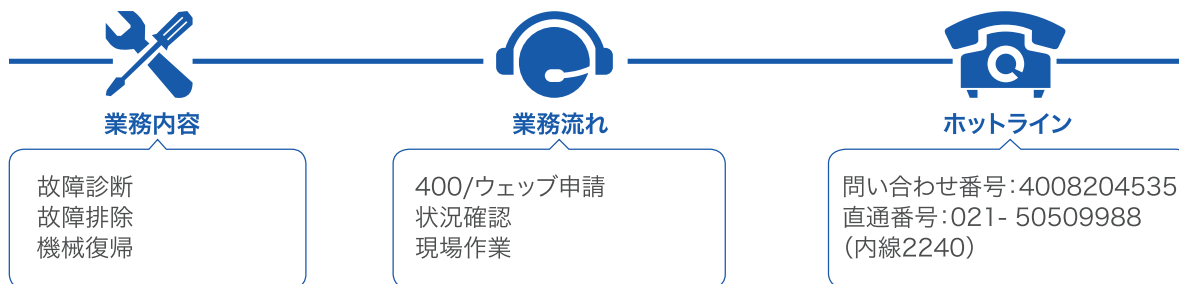 業務内容
故障診断
故障排除
機械復帰
業務流れ
400/ウェッブ申請
状況確認
現場作業
ホットライン
問い合わせ番号:4008204535
直通番号:021- 50509988
(内線2240)